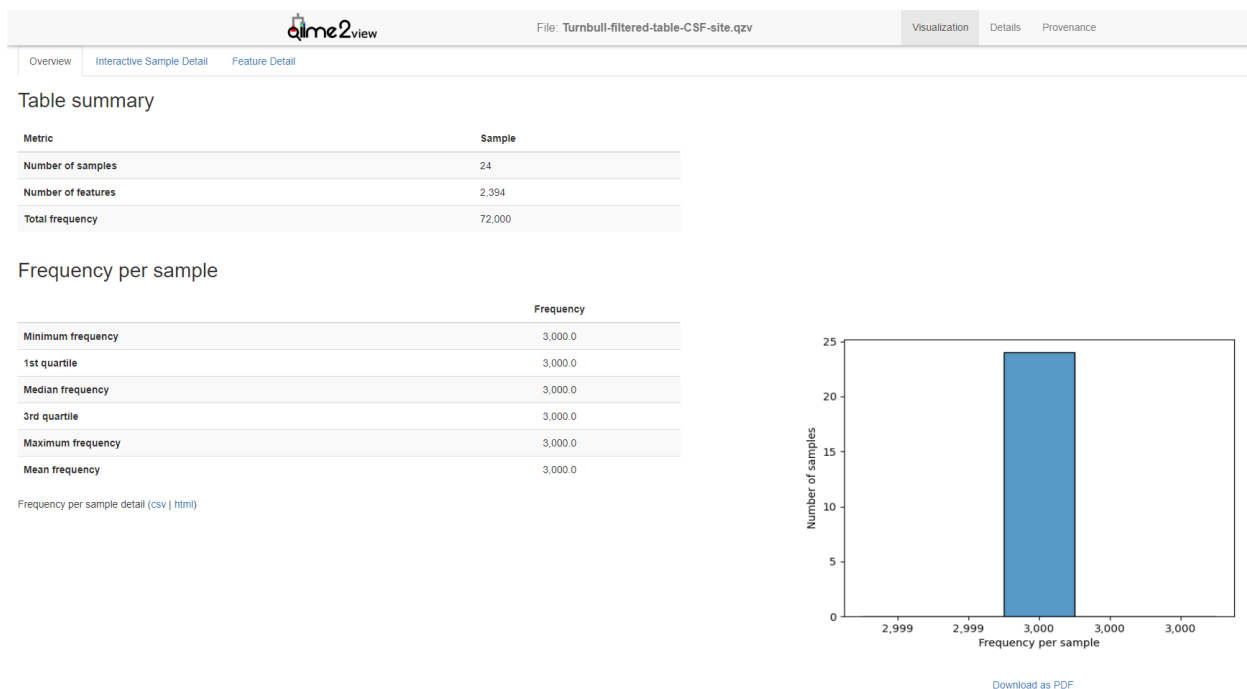 qiime2view File: Turnbull-filtered-table-CSF-site.qzv Visualization Details Provenance
Overview Interactive Sample Detail Feature Detail
Table summary
Metric Sample
Number of samples 24
Number of features 2,394
Total frequency 72,000
Frequency per sample
Frequency
Minimum frequency 3,000.0
1st quartile 3,000.0
Median frequency 3,000.0
3rd quartile 3,000.0
Maximum frequency 3,000.0
Mean frequency 3,000.0
Frequency per sample detail (csv | html)
Number of samples
25
20
15
10
5
0
2,999 2,999 3,000 3,000 3,000
Frequency per sample
Download as PDF